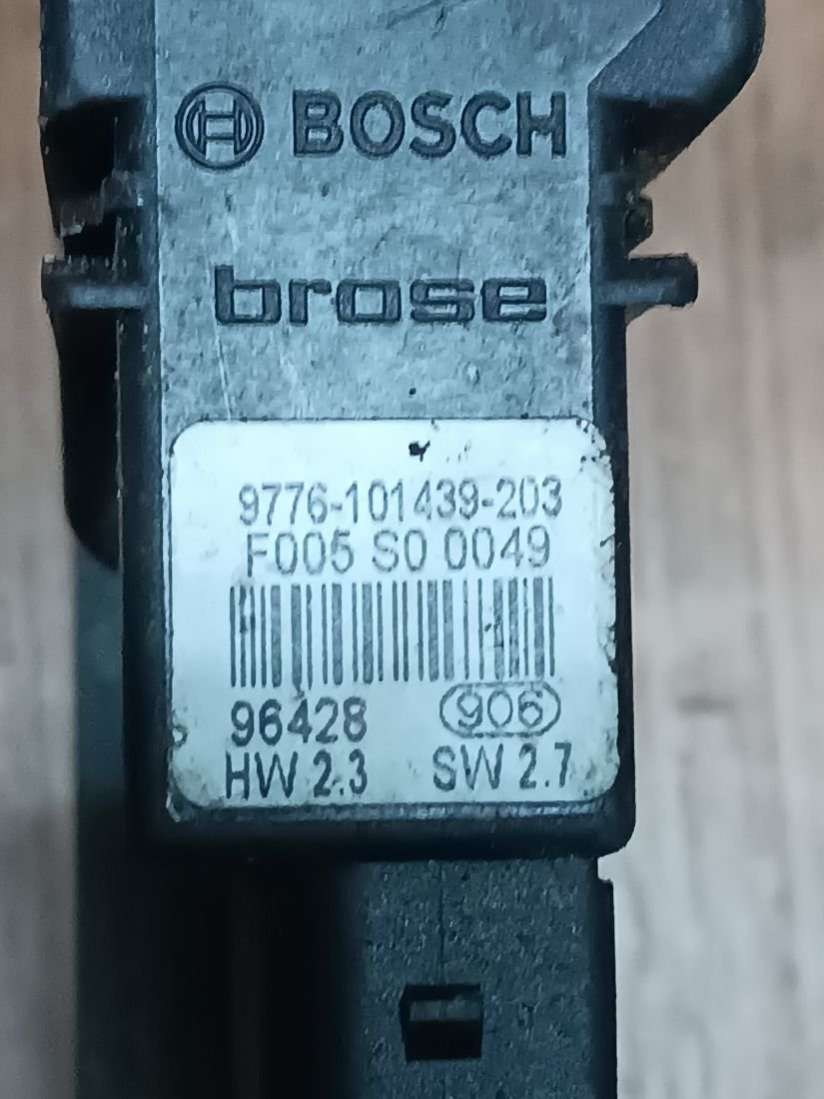 BOSCH
brose
9776-101439-203
F005 S0 0049
96428 906
HW 2.3 SW 2.7